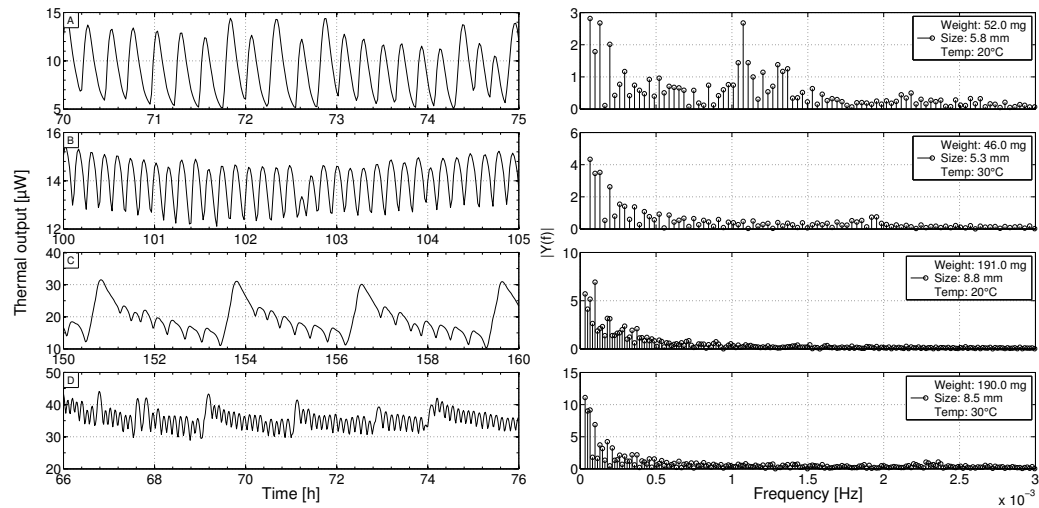 A
15
10
5
70 71 72 73 74 75
3
2
1
0
Weight: 52.0 mg
Size: 5.8 mm
Temp: 20°C
B
16
14
12
100 101 102 103 104 105
6
4
2
0
Weight: 46.0 mg
Size: 5.3 mm
Temp: 30°C
Thermal output [µW]
|Y(f)|
C
40
30
20
10
150 152 154 156 158 160
10
5
0
Weight: 191.0 mg
Size: 8.8 mm
Temp: 20°C
D
50
40
30
20
66 68 70 72 74 76
Time [h]
15
10
5
0
Weight: 190.0 mg
Size: 8.5 mm
Temp: 30°C
0 0.5 1 1.5 2 2.5 3
Frequency [Hz]
x 10⁻³